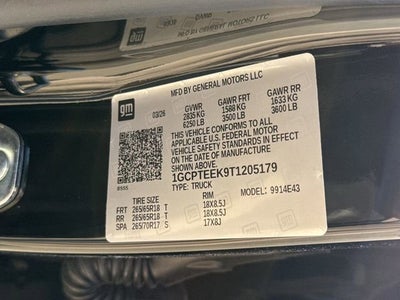 MFD BY GENERAL MOTORS LLC
gm
03/26
GVWR GAWR FRT GAWR RR
2835 KG 1588 KG 1633 KG
6250 LB 3500 LB 3600 LB
THIS VEHICLE CONFORMS TO ALL
APPLICABLE U.S. FEDERAL MOTOR
VEHICLE SAFETY STANDARDS IN EFFECT
ON THE DATE OF MANUFACTURE
SHOWN ABOVE.
1GCPTEEK9T1205179
TYPE: TRUCK MODEL: 9914E43
TIRE SIZE RIM
FRT 265/65R18 T 18X8.5J
RR 265/65R18 T 18X8.5J
SPA 265/70R17 S 17X8J